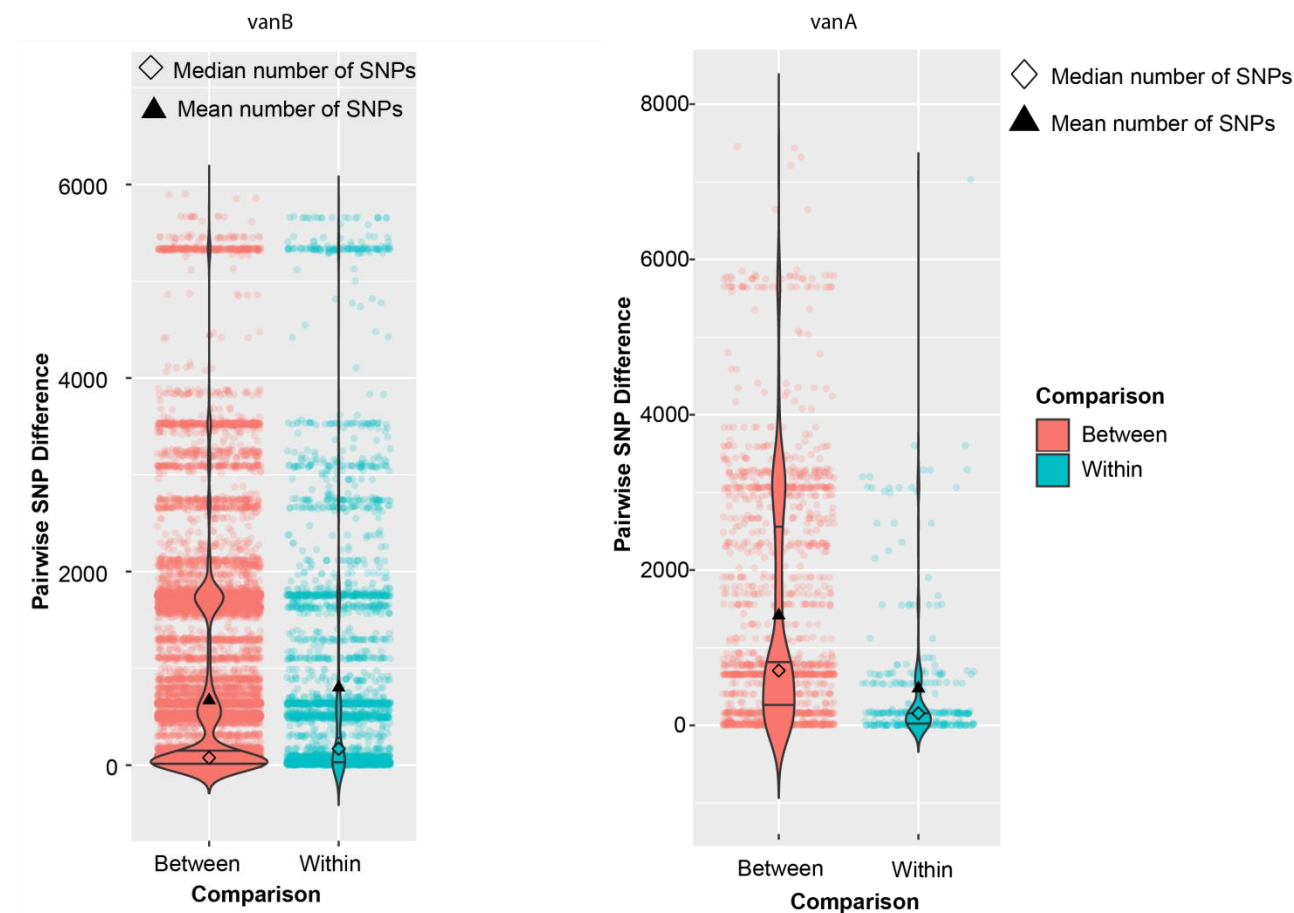 vanB
Median number of SNPs
Mean number of SNPs
Pairwise SNP Difference
6000
4000
2000
0
Between
Within
Comparison
vanA
Median number of SNPs
Mean number of SNPs
Pairwise SNP Difference
8000
6000
4000
2000
0
Between
Within
Comparison
Comparison
Between
Within